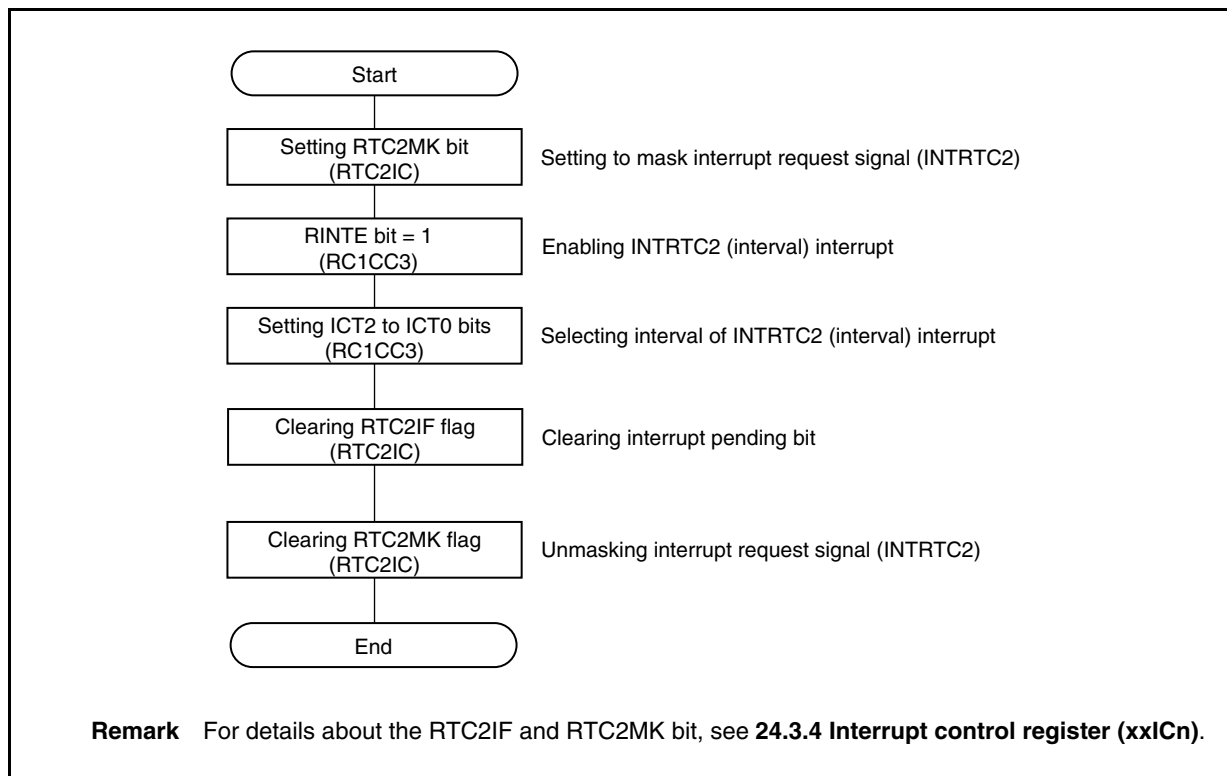 Start
Setting RTC2MK bit
(RTC2IC)
Setting to mask interrupt request signal (INTRTC2)
RINTE bit = 1
(RC1CC3)
Enabling INTRTC2 (interval) interrupt
Setting ICT2 to ICT0 bits
(RC1CC3)
Selecting interval of INTRTC2 (interval) interrupt
Clearing RTC2IF flag
(RTC2IC)
Clearing interrupt pending bit
Clearing RTC2MK flag
(RTC2IC)
Unmasking interrupt request signal (INTRTC2)
End
Remark For details about the RTC2IF and RTC2MK bit, see 24.3.4 Interrupt control register (xxICn).